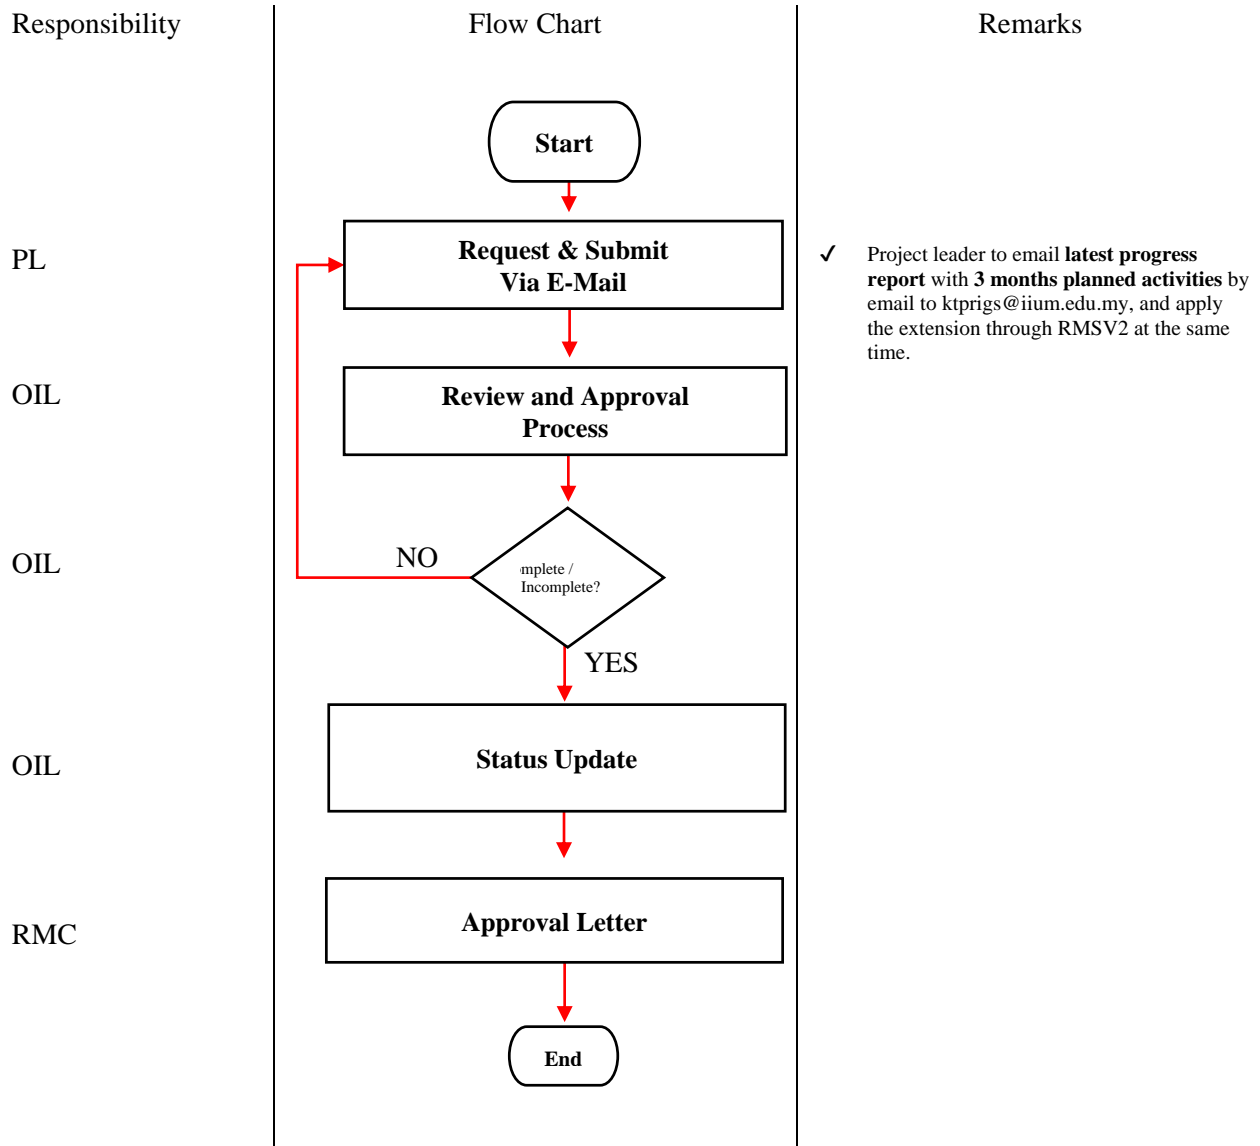 Responsibility
Flow Chart
Remarks
Start
PL
Request & Submit
Via E-Mail
✓ Project leader to email latest progress
report with 3 months planned activities by
email to ktprigs@iium.edu.my, and apply
the extension through RMSV2 at the same
time.
OIL
Review and Approval
Process
OIL
NO
mplete /
Incomplete?
YES
OIL
Status Update
RMC
Approval Letter
End